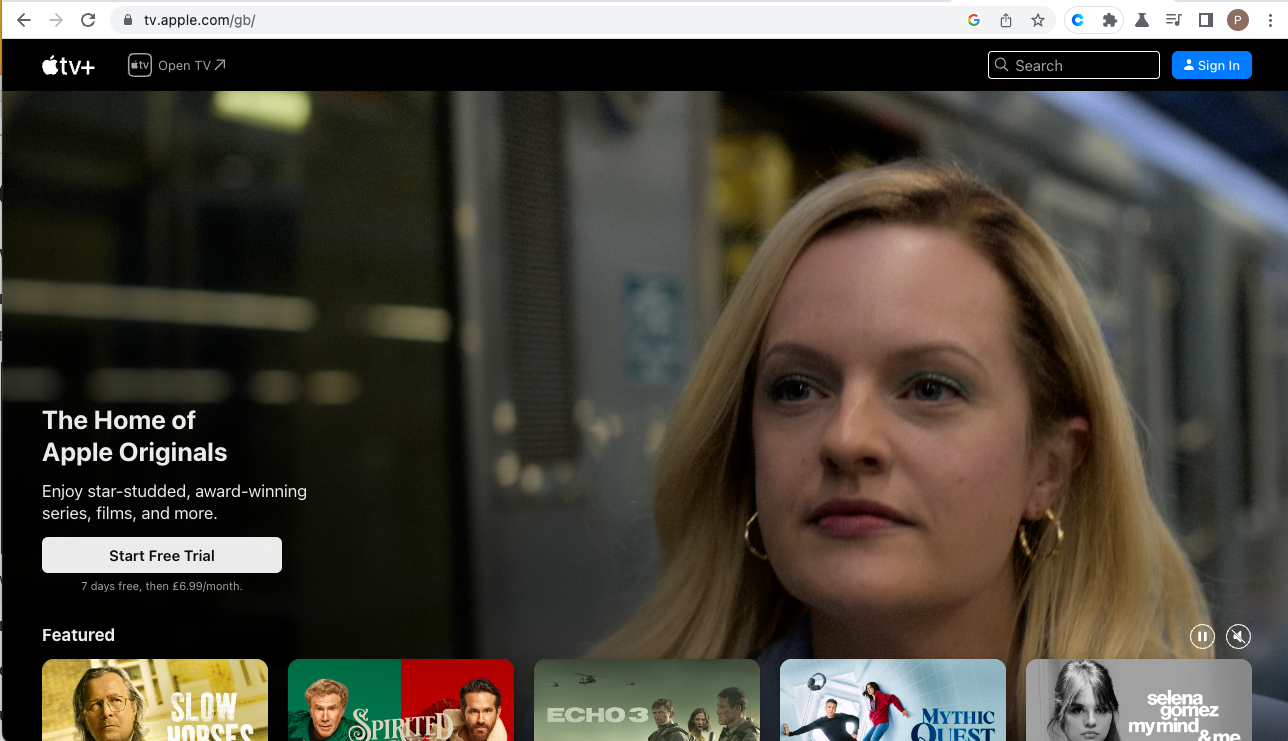 tv.apple.com/gb/
P
tv+
tv Open TV
Search
Sign In
The Home of
Apple Originals
Enjoy star-studded, award-winning
series, films, and more.
Start Free Trial
7 days free, then £6.99/month.
Featured
SLOW
HORSES
SPIRITED
ECHO 3
MYTHIC
QUEST
selena
gomez
my mind
& me